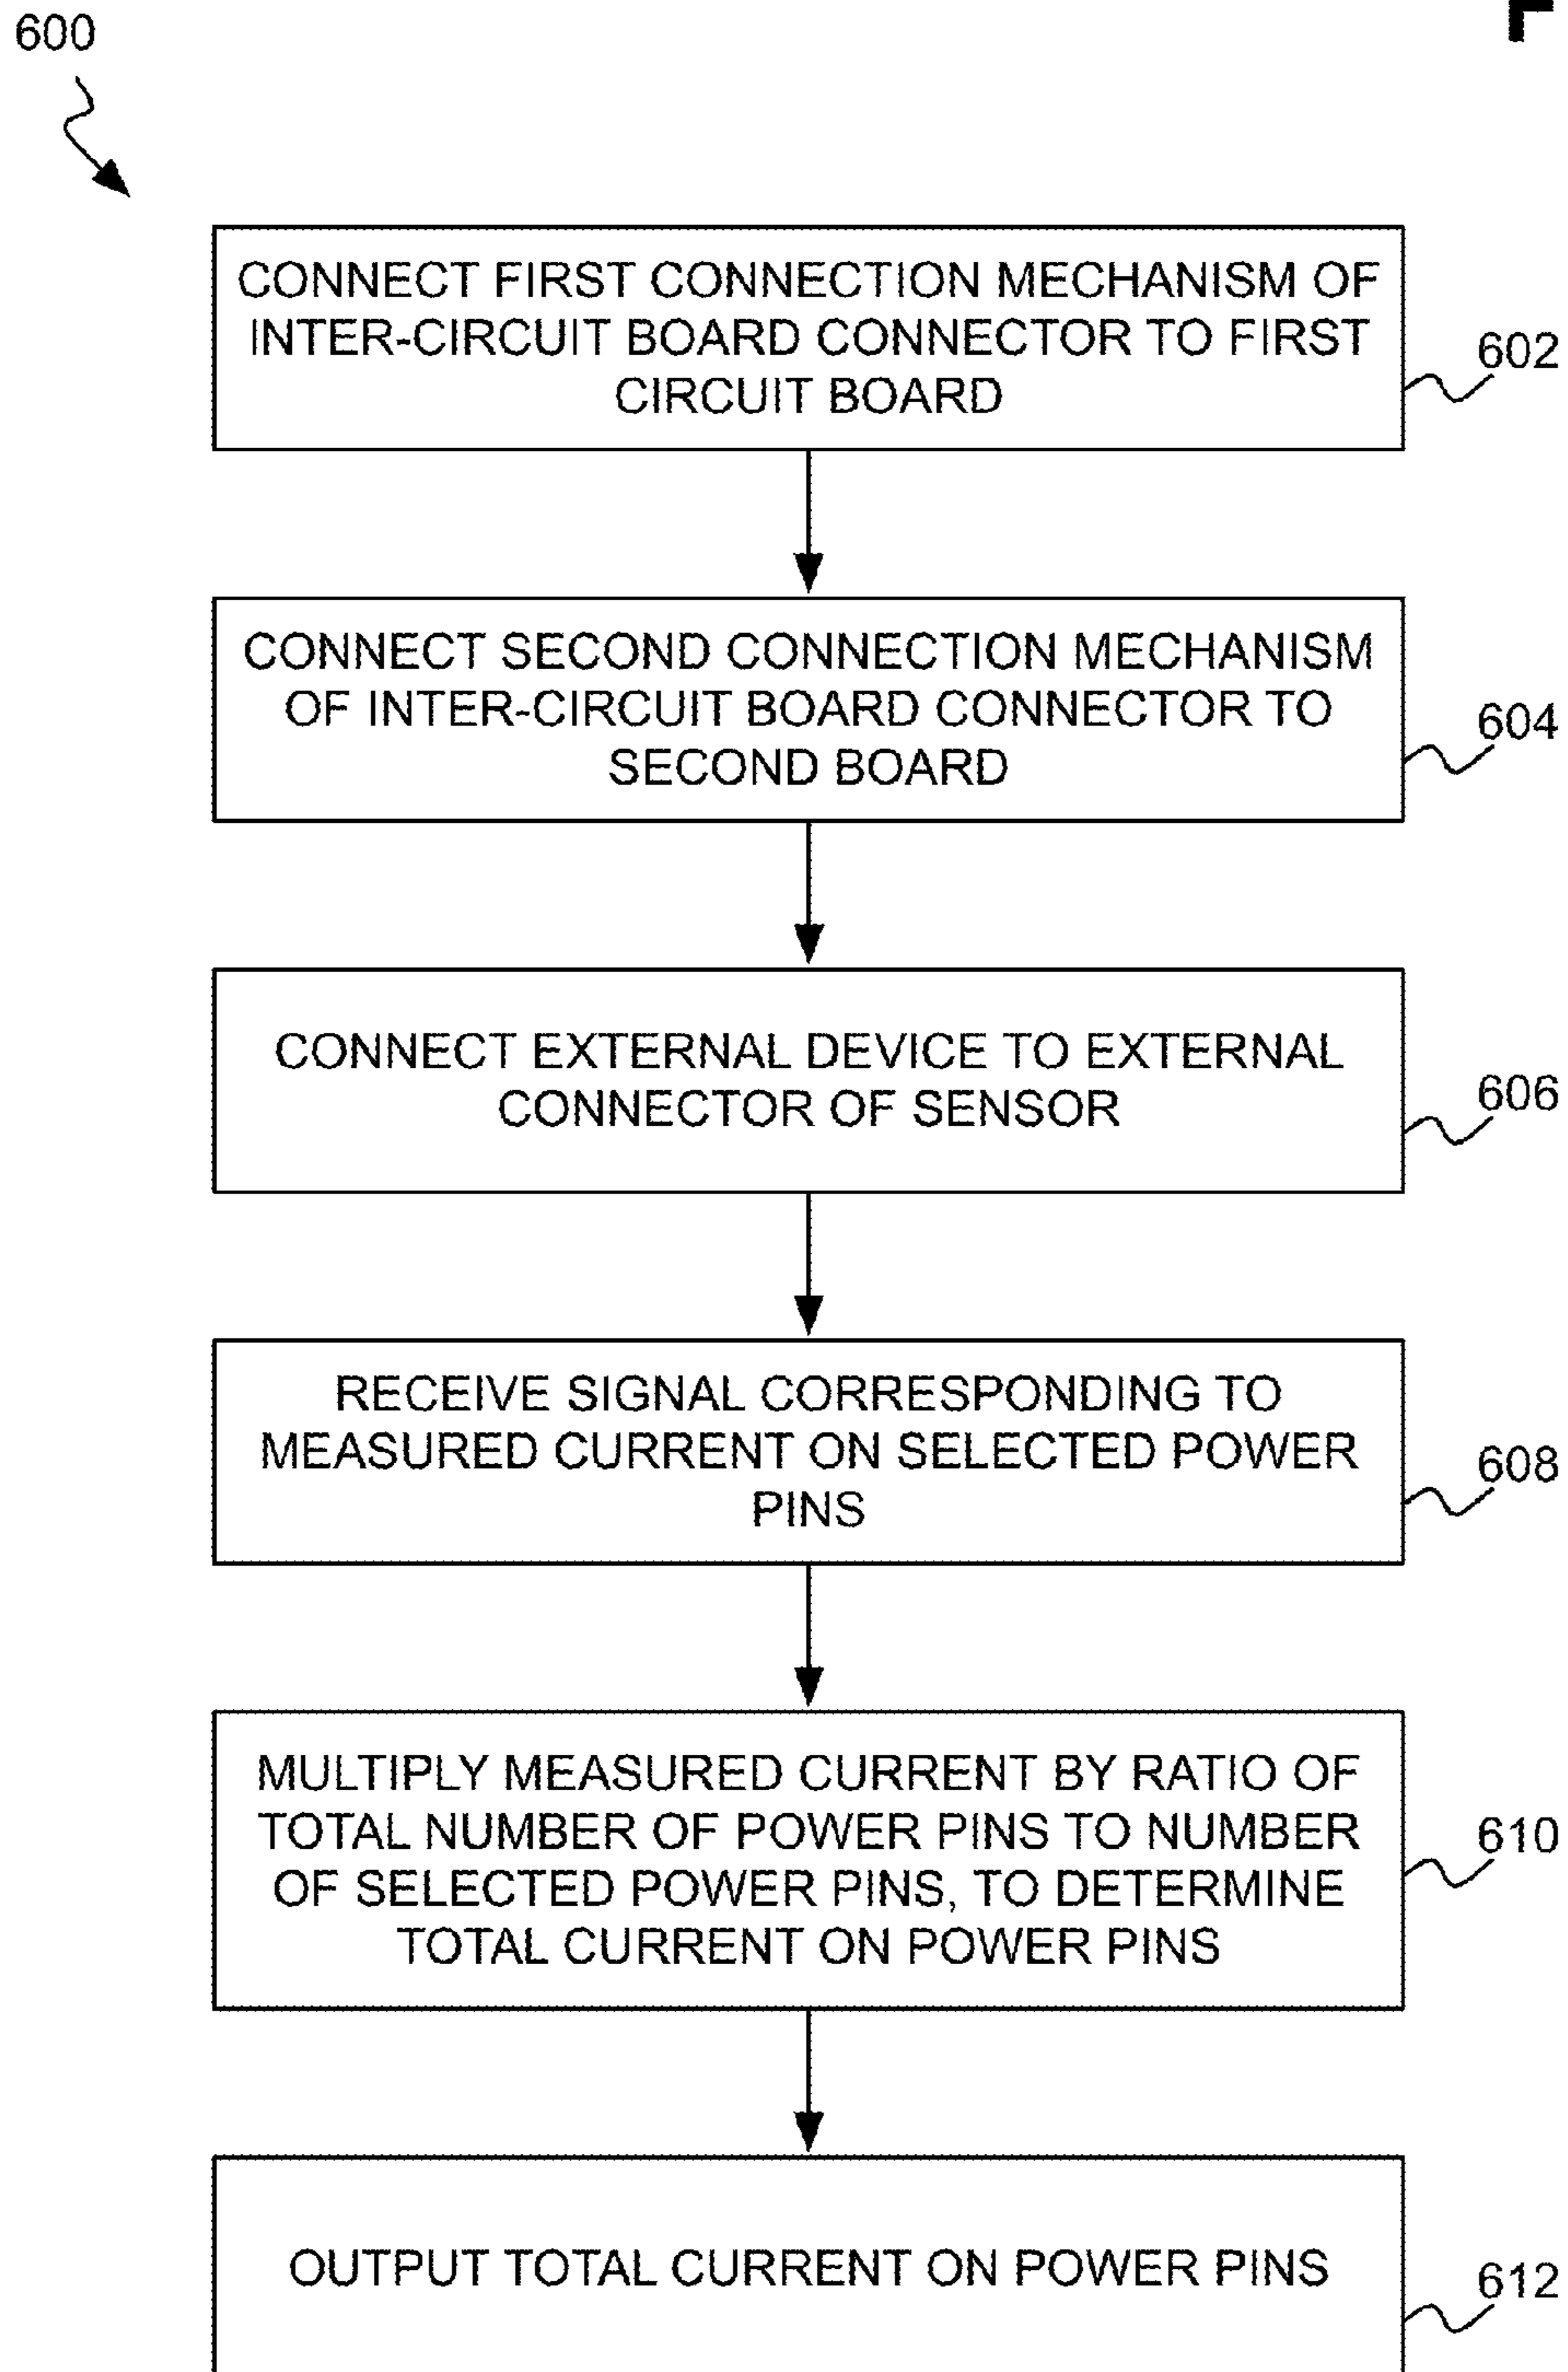 600
CONNECT FIRST CONNECTION MECHANISM OF
INTER-CIRCUIT BOARD CONNECTOR TO FIRST
CIRCUIT BOARD
602
CONNECT SECOND CONNECTION MECHANISM
OF INTER-CIRCUIT BOARD CONNECTOR TO
SECOND BOARD
604
CONNECT EXTERNAL DEVICE TO EXTERNAL
CONNECTOR OF SENSOR
606
RECEIVE SIGNAL CORRESPONDING TO
MEASURED CURRENT ON SELECTED POWER
PINS
608
MULTIPLY MEASURED CURRENT BY RATIO OF
TOTAL NUMBER OF POWER PINS TO NUMBER
OF SELECTED POWER PINS, TO DETERMINE
TOTAL CURRENT ON POWER PINS
610
OUTPUT TOTAL CURRENT ON POWER PINS
612